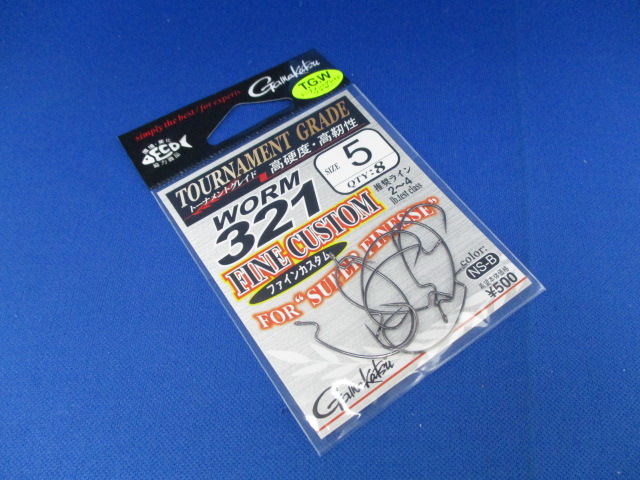 simply the best / for experts
Gamakatsu
T.G.W
TOURNAMENT GRADE
トーナメントグレイド
高硬度・高靭性
WORM
321
SIZE 5
QTY:8
推奨ライン
2〜4
lb.test class
FINE CUSTOM
ファインカスタム
FOR "SUPER FINESSE"
color:
NS-B
¥500
Gamakatsu